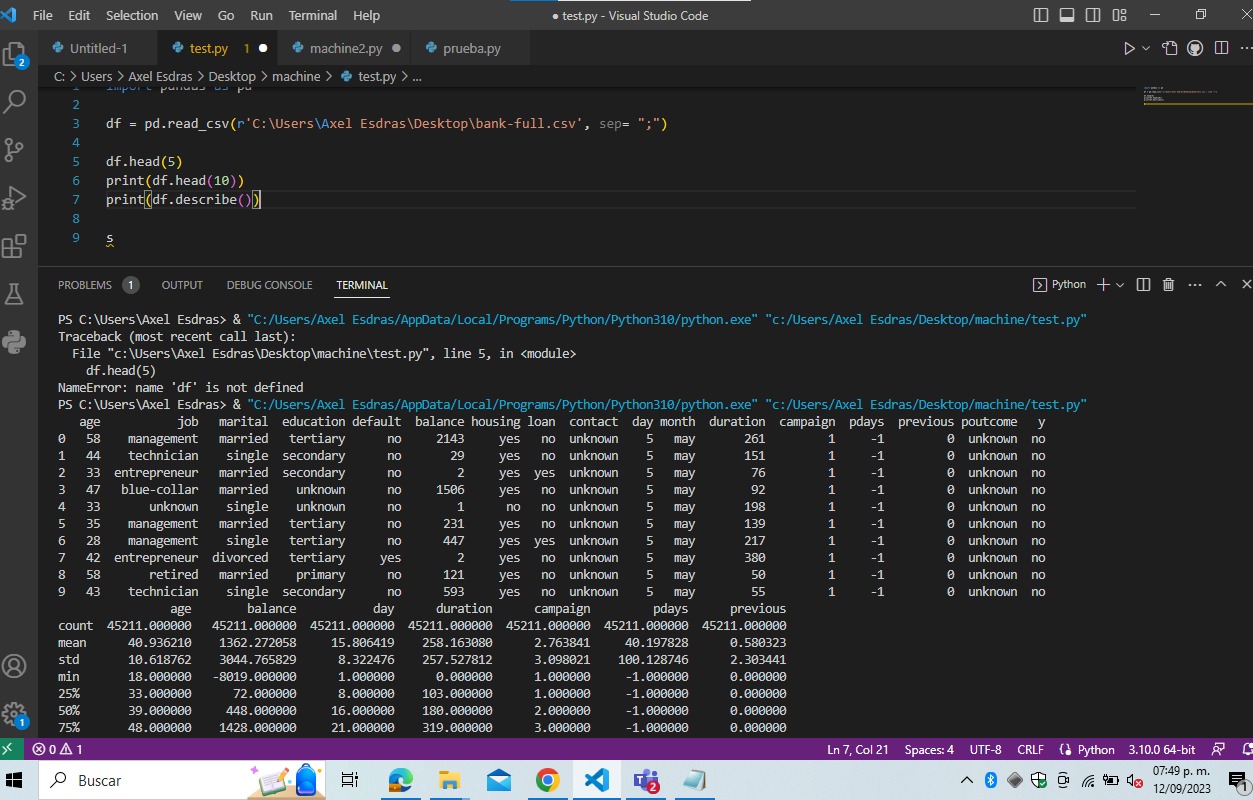 File Edit Selection View Go Run Terminal Help ● test.py - Visual Studio Code
Untitled-1 test.py 1 ● machine2.py ● prueba.py
C: > Users > Axel Esdras > Desktop > machine > test.py > ...
1 import pandas as pd
2
3 df = pd.read_csv(r'C:\Users\Axel Esdras\Desktop\bank-full.csv', sep= ";")
4
5 df.head(5)
6 print(df.head(10))
7 print(df.describe())
8
9 s
PROBLEMS 1 OUTPUT DEBUG CONSOLE TERMINAL Python
PS C:\Users\Axel Esdras> & "C:/Users/Axel Esdras/AppData/Local/Programs/Python/Python310/python.exe" "c:/Users/Axel Esdras/Desktop/machine/test.py"
Traceback (most recent call last):
File "c:\Users\Axel Esdras\Desktop\machine\test.py", line 5, in <module>
df.head(5)
NameError: name 'df' is not defined
PS C:\Users\Axel Esdras> & "C:/Users/Axel Esdras/AppData/Local/Programs/Python/Python310/python.exe" "c:/Users/Axel Esdras/Desktop/machine/test.py"
age job marital education default balance housing loan contact day month duration campaign pdays previous poutcome y
0 58 management married tertiary no 2143 yes no unknown 5 may 261 1 -1 0 unknown no
1 44 technician single secondary no 29 yes no unknown 5 may 151 1 -1 0 unknown no
2 33 entrepreneur married secondary no 2 yes yes unknown 5 may 76 1 -1 0 unknown no
3 47 blue-collar married unknown no 1506 yes no unknown 5 may 92 1 -1 0 unknown no
4 33 unknown single unknown no 1 no no unknown 5 may 198 1 -1 0 unknown no
5 35 management married tertiary no 231 yes no unknown 5 may 139 1 -1 0 unknown no
6 28 management single tertiary no 447 yes yes unknown 5 may 217 1 -1 0 unknown no
7 42 entrepreneur divorced tertiary yes 2 yes no unknown 5 may 380 1 -1 0 unknown no
8 58 retired married primary no 121 yes no unknown 5 may 50 1 -1 0 unknown no
9 43 technician single secondary no 593 yes no unknown 5 may 55 1 -1 0 unknown no
age balance day duration campaign pdays previous
count 45211.000000 45211.000000 45211.000000 45211.000000 45211.000000 45211.000000 45211.000000
mean 40.936210 1362.272058 15.806419 258.163080 2.763841 40.197828 0.580323
std 10.618762 3044.765829 8.322476 257.527812 3.098021 100.128746 2.303441
min 18.000000 -8019.000000 1.000000 0.000000 1.000000 -1.000000 0.000000
25% 33.000000 72.000000 8.000000 103.000000 1.000000 -1.000000 0.000000
50% 39.000000 448.000000 16.000000 180.000000 2.000000 -1.000000 0.000000
75% 48.000000 1428.000000 21.000000 319.000000 3.000000 -1.000000 0.000000
0 1 Ln 7, Col 21 Spaces: 4 UTF-8 CRLF Python 3.10.0 64-bit
Buscar
07:49 p. m.
12/09/2023